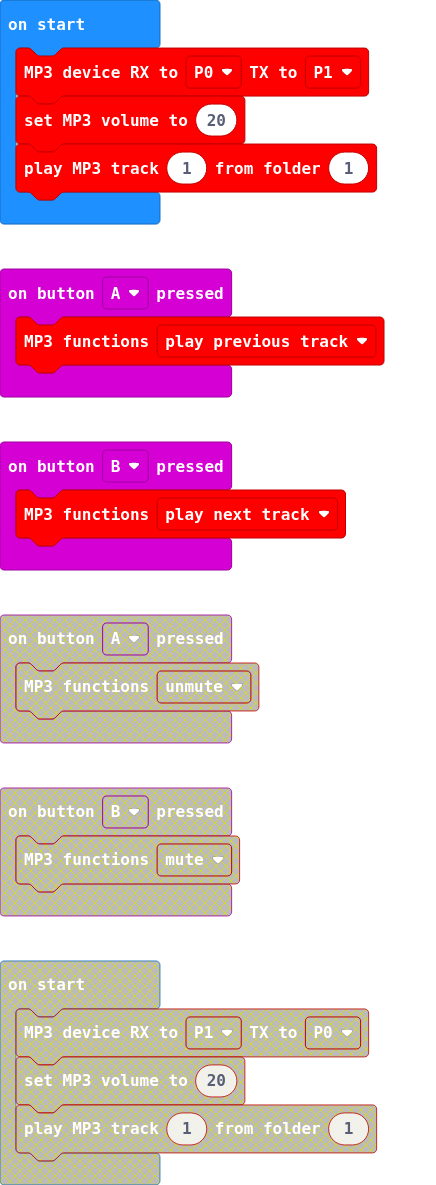 on start
MP3 device RX to P0 TX to P1
set MP3 volume to 20
play MP3 track 1 from folder 1
on button A pressed
MP3 functions play previous track
on button B pressed
MP3 functions play next track
on button A pressed
MP3 functions unmute
on button B pressed
MP3 functions mute
on start
MP3 device RX to P1 TX to P0
set MP3 volume to 20
play MP3 track 1 from folder 1